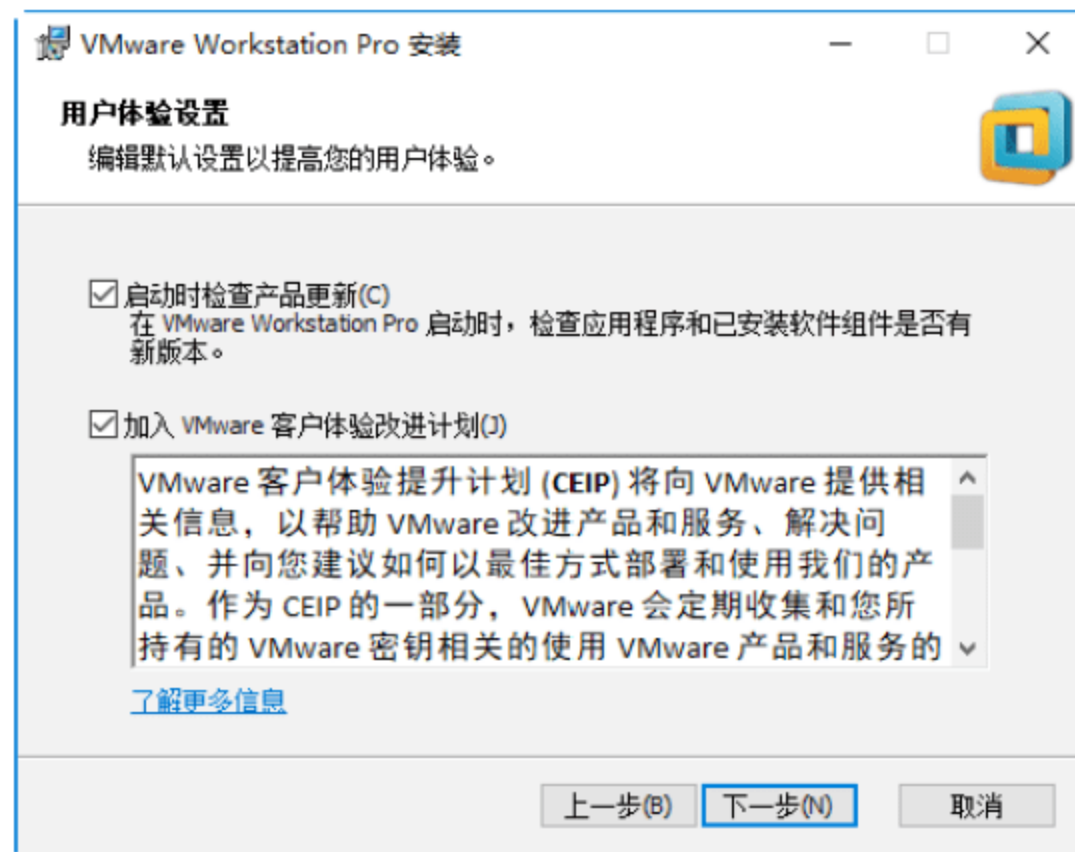 VMware Workstation Pro 安装
用户体验设置
编辑默认设置以提高您的用户体验。
启动时检查产品更新(C)
在 VMware Workstation Pro 启动时，检查应用程序和已安装软件组件是否有
新版本。
加入 VMware 客户体验改进计划(J)
VMware 客户体验提升计划 (CEIP) 将向 VMware 提供相
关信息，以帮助 VMware 改进产品和服务、解决问
题、并向您建议如何以最佳方式部署和使用我们的产
品。作为 CEIP 的一部分，VMware 会定期收集和您所
持有的 VMware 密钥相关的使用 VMware 产品和服务的
了解更多信息
上一步(B) 下一步(N) 取消